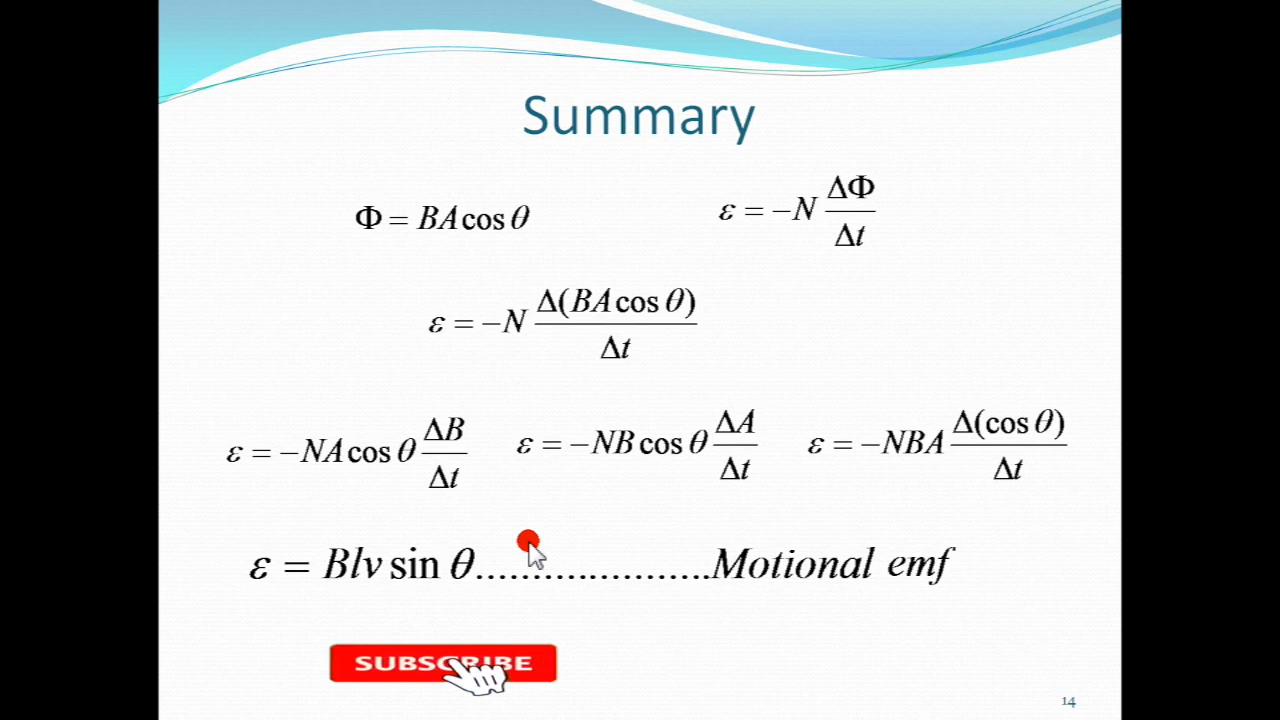 Summary
Φ = BA cos θ
ε = −N ΔΦ/Δt
ε = −N Δ(BA cos θ)/Δt
ε = −NA cos θ ΔB/Δt
ε = −NB cos θ ΔA/Δt
ε = −NBA Δ(cos θ)/Δt
ε = Blv sin θ......................Motional emf
SUBSCRIBE
14